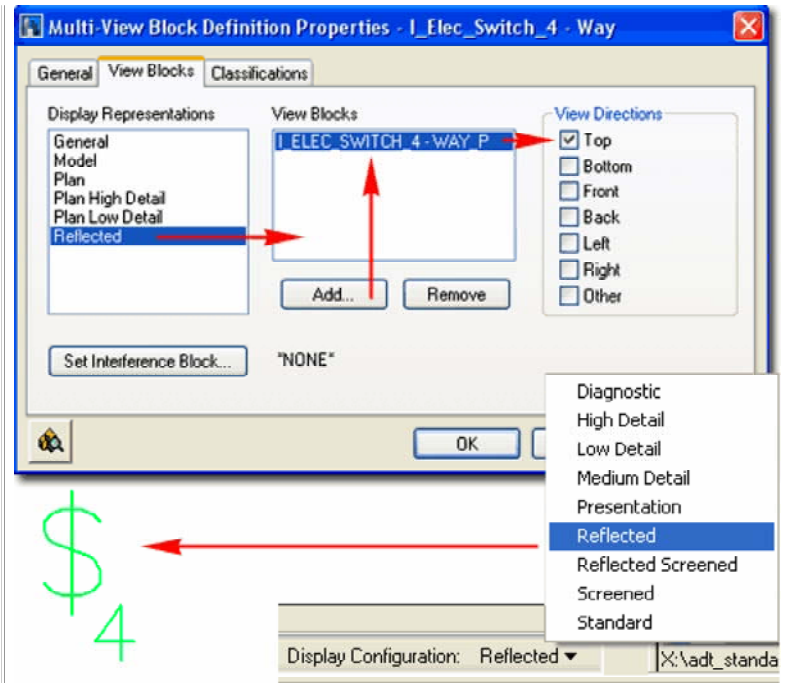 Multi-View Block Definition Properties - I_Elec_Switch_4 - Way
General View Blocks Classifications
Display Representations
General
Model
Plan
Plan High Detail
Plan Low Detail
Reflected
View Blocks
I_ELEC_SWITCH_4-WAY_P
Add... Remove
View Directions
Top
Bottom
Front
Back
Left
Right
Other
Set Interference Block... *NONE*
OK
Diagnostic
High Detail
Low Detail
Medium Detail
Presentation
Reflected
Reflected Screened
Screened
Standard
$
4
Display Configuration: Reflected
X:\adt_standa